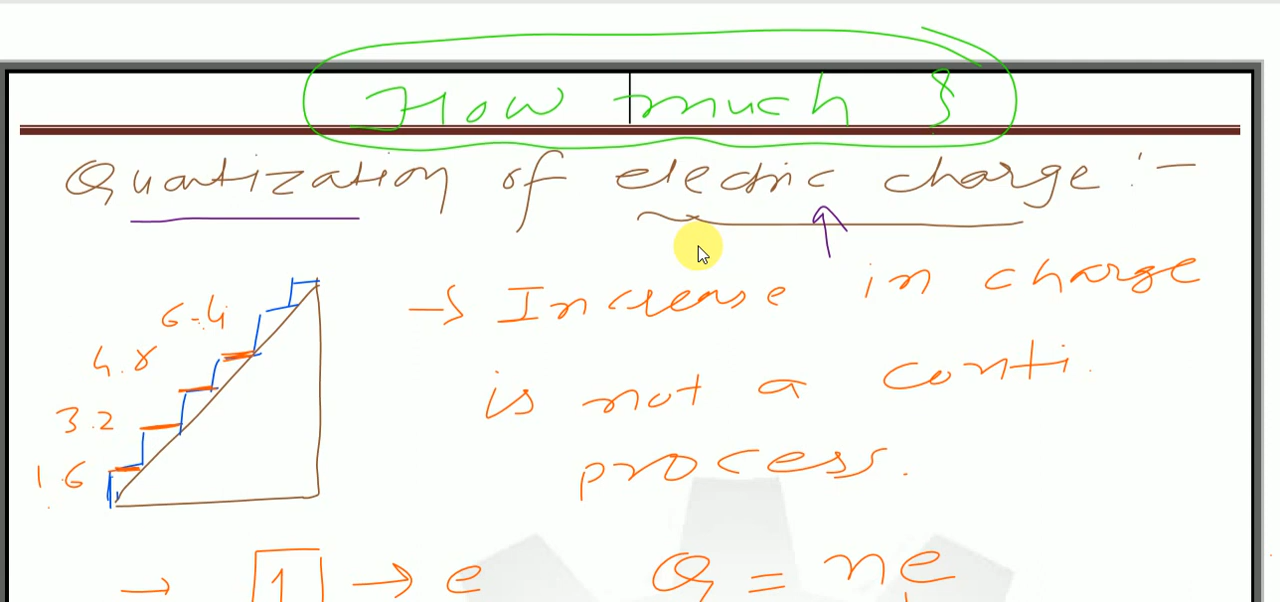 How much ?
Quantization of electric charge :-
→ Increase in charge
is not a conti.
process.
6.4
4.8
3.2
1.6
→ 1 → e
Q = ne